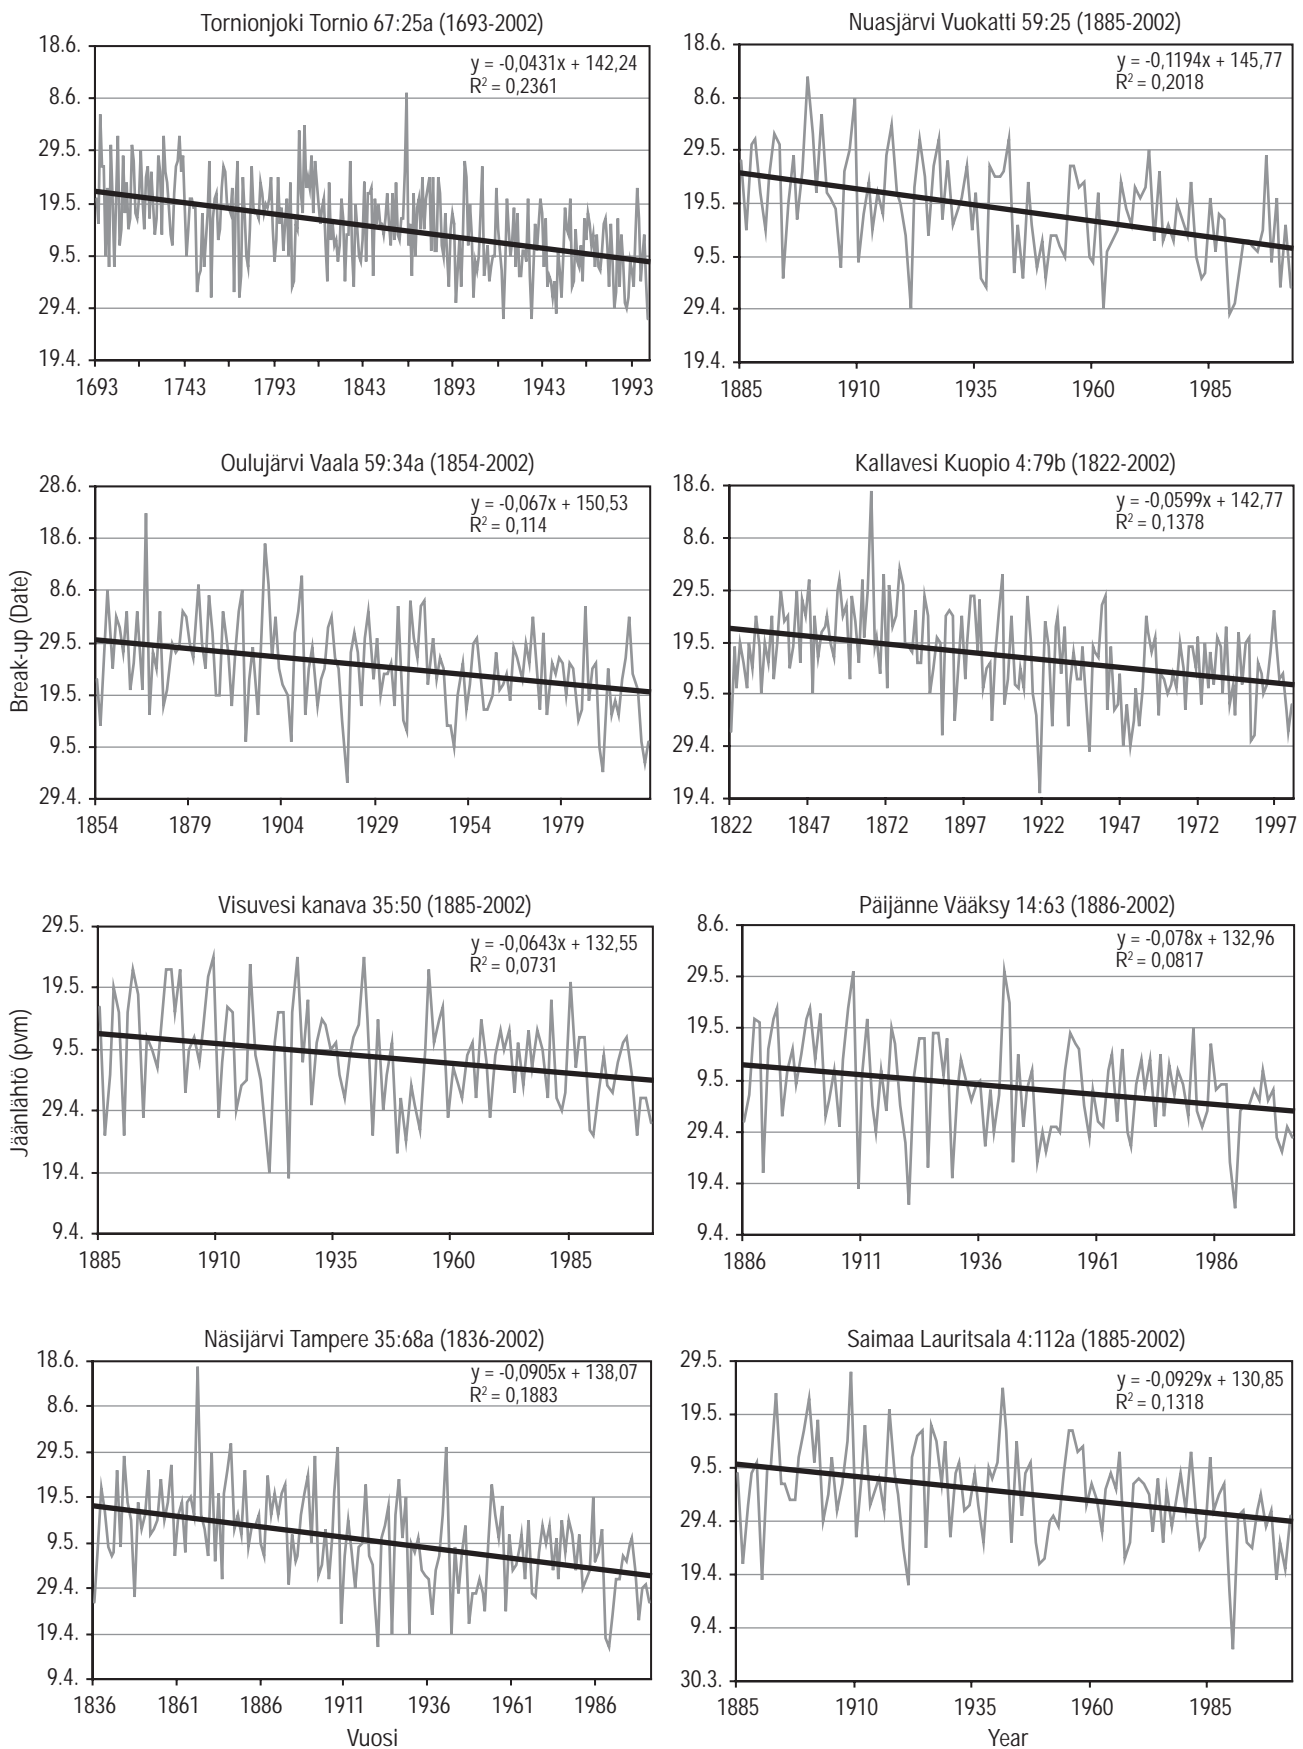 Tornionjoki Tornio 67:25a (1693-2002)
18.6.
8.6.
29.5.
19.5.
9.5.
29.4.
19.4.
y = -0,0431x + 142,24
R² = 0,2361
1693 1743 1793 1843 1893 1943 1993
Nuasjärvi Vuokatti 59:25 (1885-2002)
18.6.
8.6.
29.5.
19.5.
9.5.
29.4.
19.4.
y = -0,1194x + 145,77
R² = 0,2018
1885 1910 1935 1960 1985
Break-up (Date)
Oulujärvi Vaala 59:34a (1854-2002)
28.6.
18.6.
8.6.
29.5.
19.5.
9.5.
29.4.
y = -0,067x + 150,53
R² = 0,114
1854 1879 1904 1929 1954 1979
Kallavesi Kuopio 4:79b (1822-2002)
18.6.
8.6.
29.5.
19.5.
9.5.
29.4.
19.4.
y = -0,0599x + 142,77
R² = 0,1378
1822 1847 1872 1897 1922 1947 1972 1997
Jäänlähtö (pvm)
Visuvesi kanava 35:50 (1885-2002)
29.5.
19.5.
9.5.
29.4.
19.4.
9.4.
y = -0,0643x + 132,55
R² = 0,0731
1885 1910 1935 1960 1985
Päijänne Vääksy 14:63 (1886-2002)
8.6.
29.5.
19.5.
9.5.
29.4.
19.4.
9.4.
y = -0,078x + 132,96
R² = 0,0817
1886 1911 1936 1961 1986
Näsijärvi Tampere 35:68a (1836-2002)
18.6.
8.6.
29.5.
19.5.
9.5.
29.4.
19.4.
9.4.
y = -0,0905x + 138,07
R² = 0,1883
1836 1861 1886 1911 1936 1961 1986
Vuosi
Saimaa Lauritsala 4:112a (1885-2002)
29.5.
19.5.
9.5.
29.4.
19.4.
9.4.
30.3.
y = -0,0929x + 130,85
R² = 0,1318
1885 1910 1935 1960 1985
Year